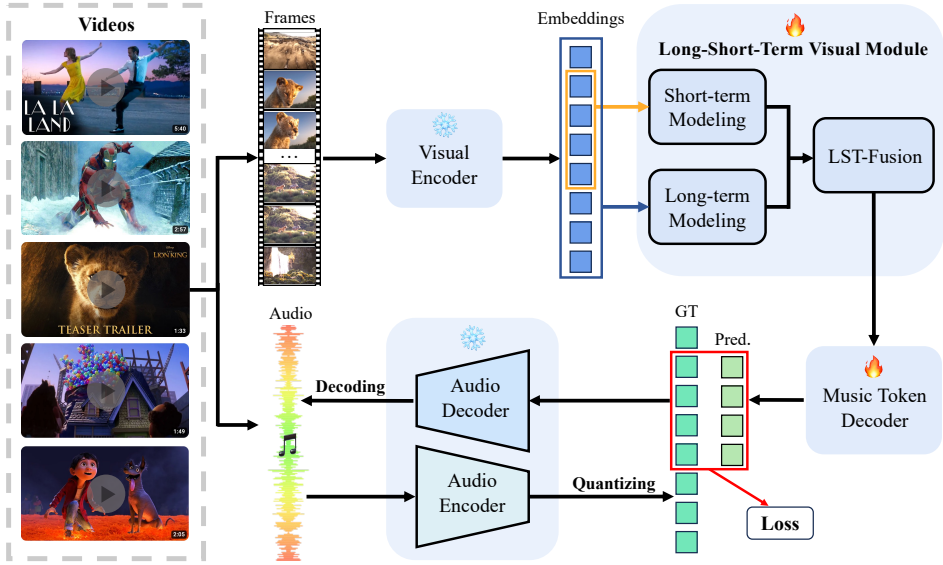 Videos
LA LA
LAND
5:40
2:57
Disney
THE
LION KING
TEASER TRAILER
1:33
1:49
2:05
Frames
...
Visual
Encoder
Embeddings
Long-Short-Term Visual Module
Short-term
Modeling
Long-term
Modeling
LST-Fusion
Audio
Decoding
Audio
Decoder
Audio
Encoder
Quantizing
GT
Pred.
Music Token
Decoder
Loss